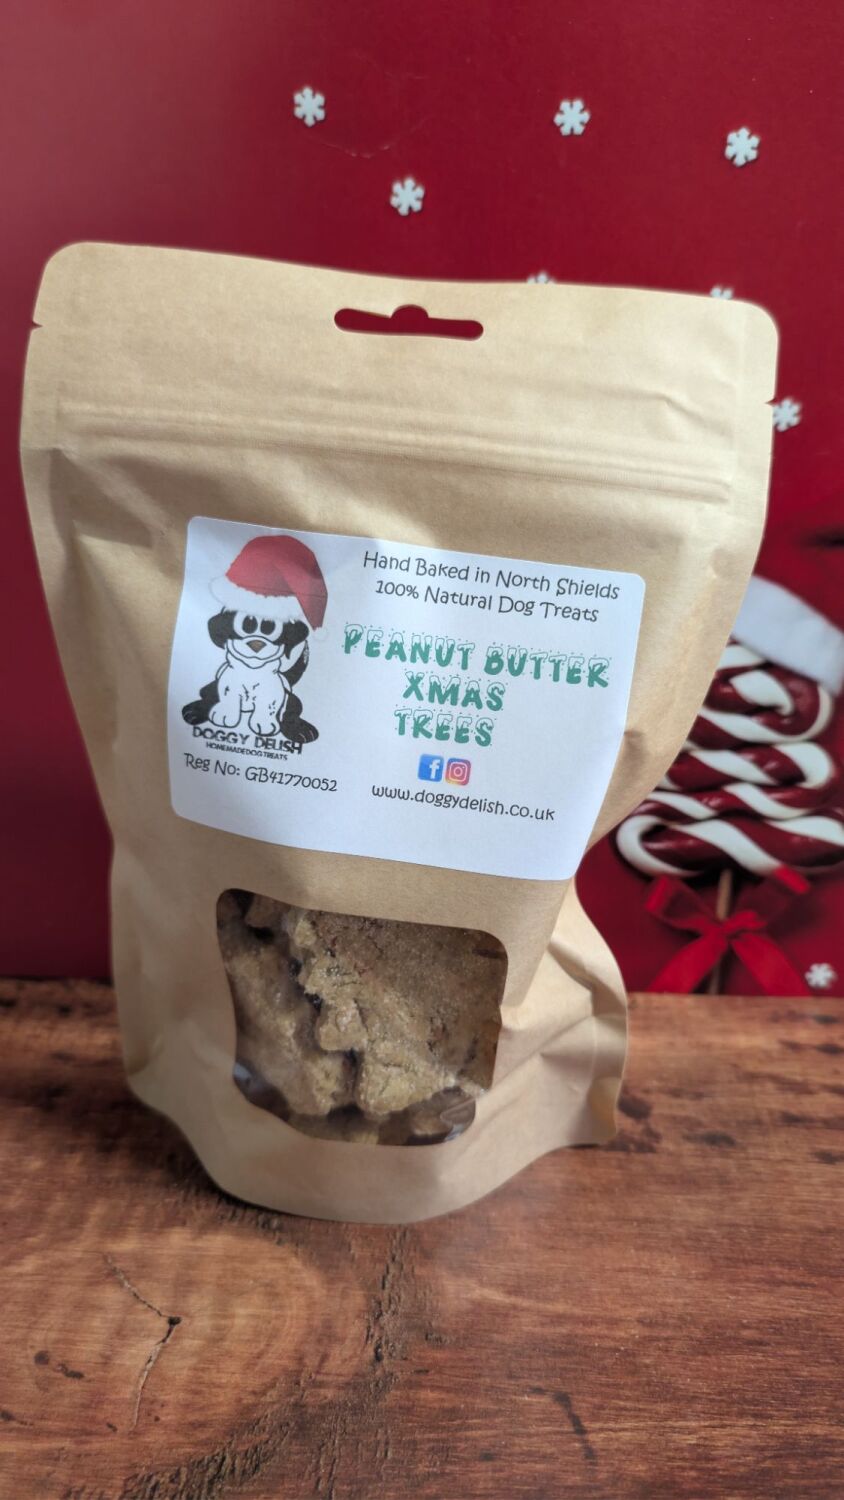 Hand Baked in North Shields
100% Natural Dog Treats
PEANUT BUTTER
XMAS
TREES
DOGGY DELISH
HOMEMADE DOG TREATS
Reg No: GB41770052
www.doggydelish.co.uk